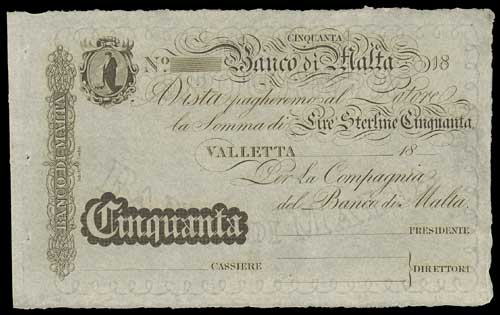 CINQUANTA
Nº Banco di Malta 18
A Vista pagheremo al latore
la Somma di Lire Sterline Cinquanta
VALLETTA 18
Per La Compagnia
del Banco di Malta.
Cinquanta
PRESIDENTE
CASSIERE
DIRETTORI
BANCO DI MALTA